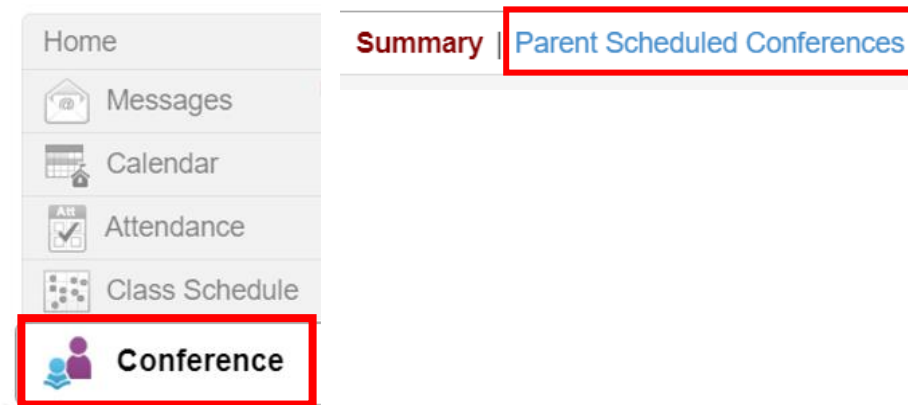 Home
Messages
Calendar
Att
Attendance
Class Schedule
Conference
Summary | Parent Scheduled Conferences